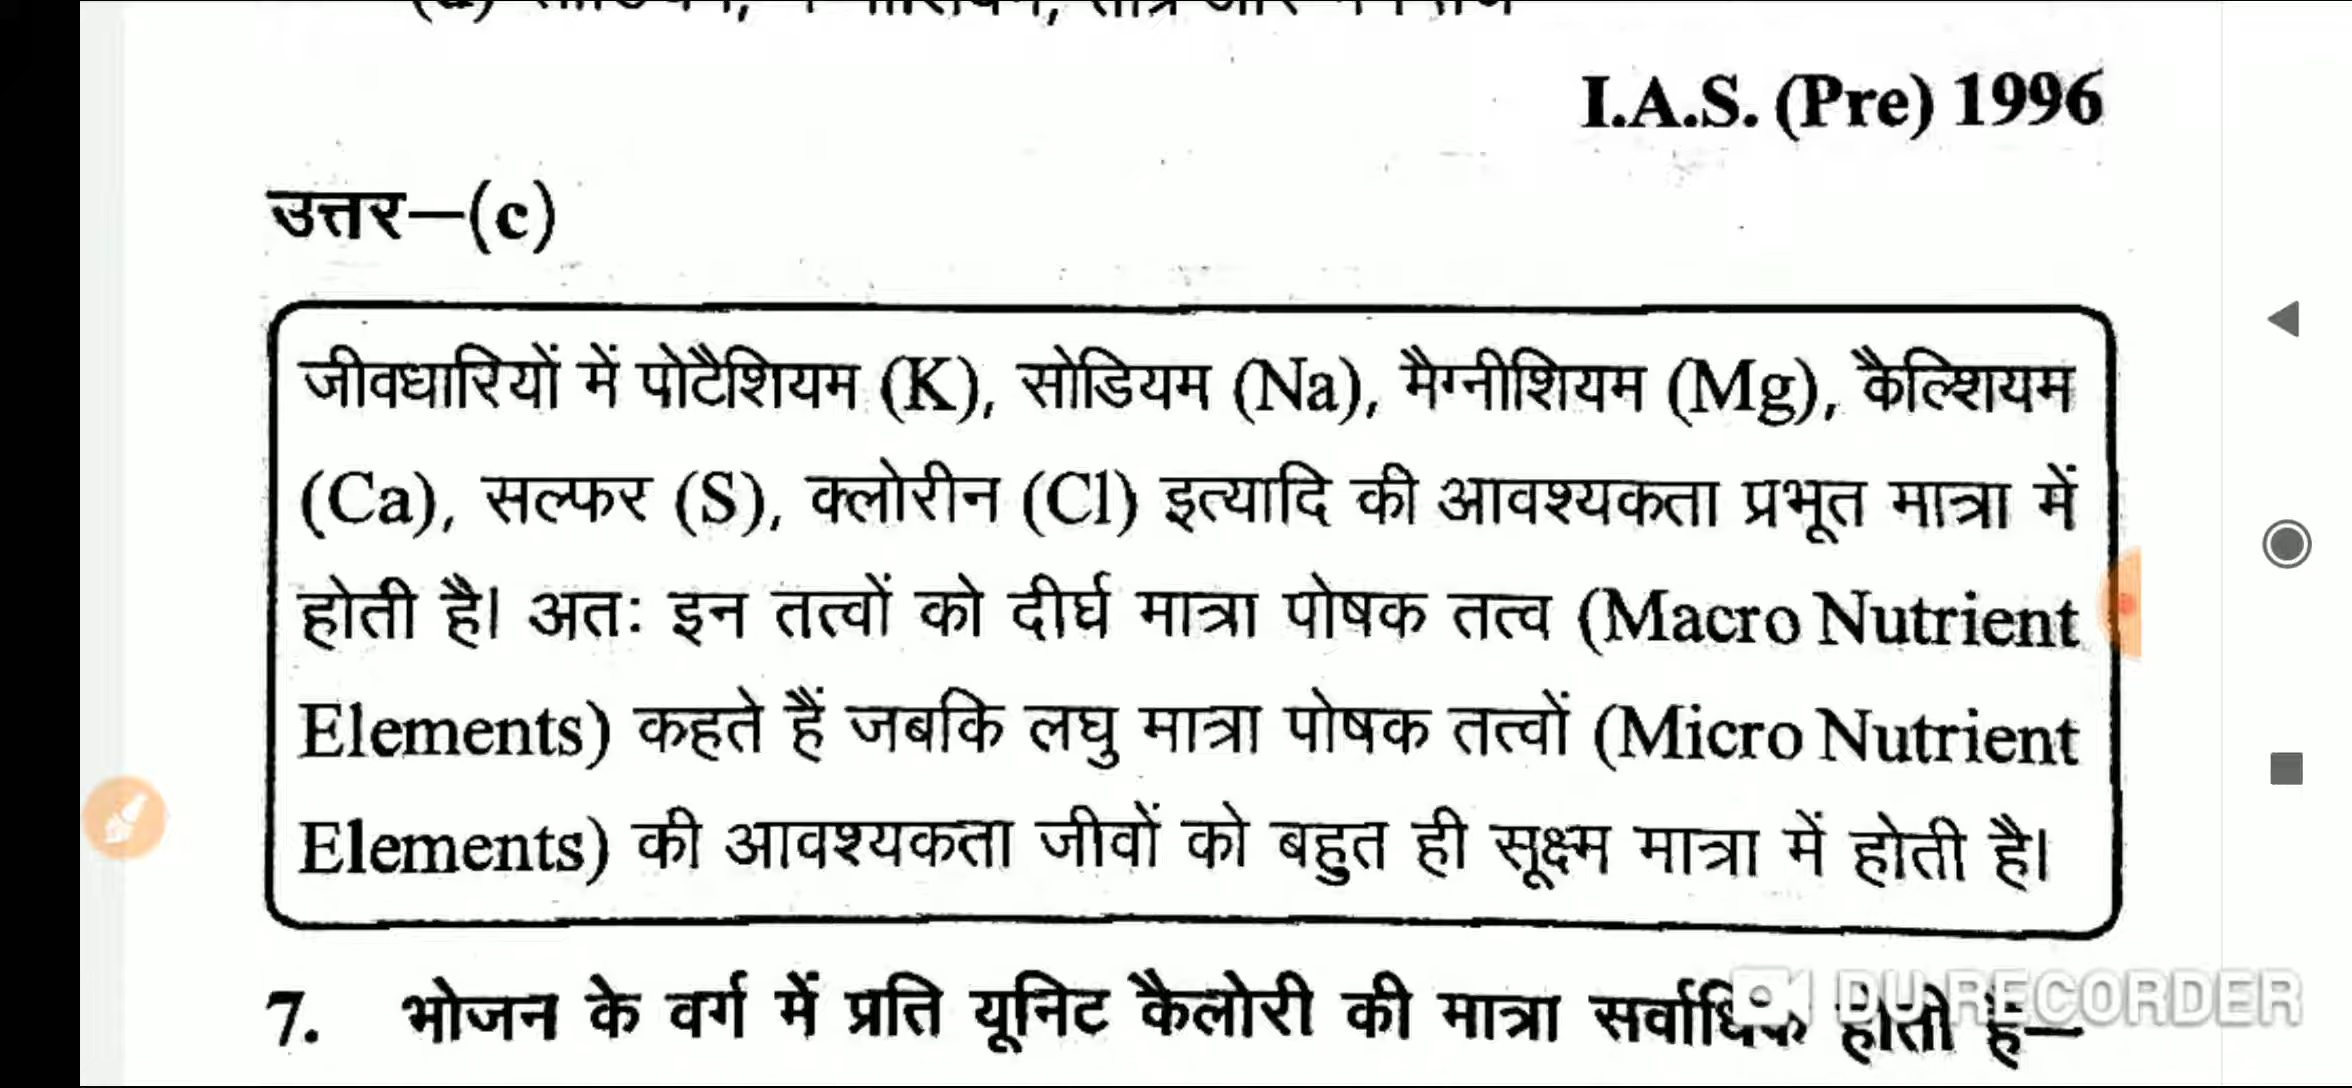 I.A.S. (Pre) 1996
उत्तर–(c)
जीवधारियों में पोटैशियम (K), सोडियम (Na), मैग्नीशियम (Mg), कैल्शियम
(Ca), सल्फर (S), क्लोरीन (Cl) इत्यादि की आवश्यकता प्रभूत मात्रा में
होती है। अतः इन तत्वों को दीर्घ मात्रा पोषक तत्व (Macro Nutrient
Elements) कहते हैं जबकि लघु मात्रा पोषक तत्वों (Micro Nutrient
Elements) की आवश्यकता जीवों को बहुत ही सूक्ष्म मात्रा में होती है।
7. भोजन के वर्ग में प्रति यूनिट कैलोरी की मात्रा सर्वाधिक होती है–
DU RECORDER